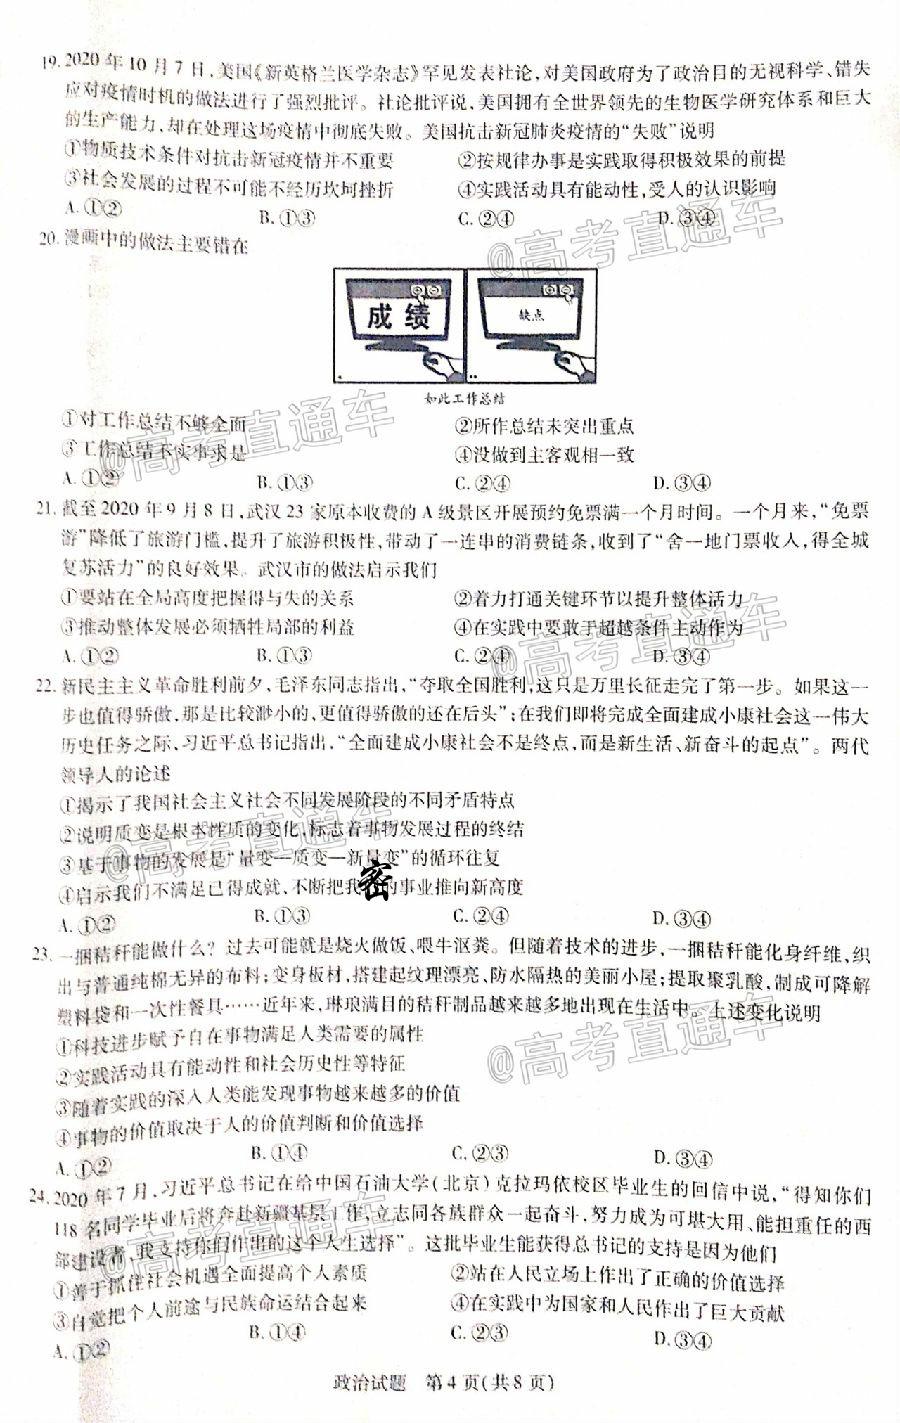 19. 2020 年 10 月 7 日，美国《新英格兰医学杂志》罕见发表社论，对美国政府为了政治目的无视科学、错失
应对疫情时机的做法进行了强烈批评。社论批评说，美国拥有全世界领先的生物医学研究体系和巨大
的生产能力，却在处理这场疫情中彻底失败。美国抗击新冠肺炎疫情的“失败”说明
①物质技术条件对抗击新冠疫情并不重要 ②按规律办事是实践取得积极效果的前提
③社会发展的过程不可能不经历坎坷挫折 ④实践活动具有能动性，受人的认识影响
A. ①② B. ①③ C. ②④ D. ③④
20. 漫画中的做法主要错在
成绩 缺点
如此工作总结
①对工作总结不够全面 ②所作总结未突出重点
③工作总结不实事求是 ④没做到主客观相一致
A. ①② B. ①③ C. ②④ D. ③④
21. 截至 2020 年 9 月 8 日，武汉 23 家原本收费的 A 级景区开展预约免票满一个月时间。一个月来，“免票
游”降低了旅游门槛，提升了旅游积极性，带动了一连串的消费链条，收到了“舍一地门票收人，得全城
复苏活力”的良好效果。武汉市的做法启示我们
①要站在全局高度把握得与失的关系 ②着力打通关键环节以提升整体活力
③推动整体发展必须牺牲局部的利益 ④在实践中要敢于超越条件主动作为
A. ①② B. ①③ C. ②④ D. ③④
22. 新民主主义革命胜利前夕，毛泽东同志指出，“夺取全国胜利，这只是万里长征走完了第一步。如果这一
步也值得骄傲，那是比较渺小的，更值得骄傲的还在后头”；在我们即将完成全面建成小康社会这一伟大
历史任务之际，习近平总书记指出，“全面建成小康社会不是终点，而是新生活、新奋斗的起点”。两代
领导人的论述
①揭示了我国社会主义社会不同发展阶段的不同矛盾特点
②说明质变是根本性质的变化，标志着事物发展过程的终结
③基于事物的发展是“量变—质变—新量变”的循环往复
④启示我们不满足已得成就，不断把我 密 的事业推向新高度
A. ①② B. ①③ C. ②④ D. ③④
23. 一捆秸秆能做什么？过去可能就是烧火做饭、喂牛沤粪。但随着技术的进步，一捆秸秆能化身纤维，织
出与普通纯棉无异的布料；变身板材，搭建起纹理漂亮、防水隔热的美丽小屋；提取聚乳酸，制成可降解
塑料袋和一次性餐具……近年来，琳琅满目的秸秆制品越来越多地出现在生活中。上述变化说明
①科技进步赋予自在事物满足人类需要的属性
②实践活动具有能动性和社会历史性等特征
③随着实践的深入人类能发现事物越来越多的价值
④事物的价值取决于人的价值判断和价值选择
A. ①② B. ①④ C. ②③ D. ③④
24. 2020 年 7 月，习近平总书记在给中国石油大学（北京）克拉玛依校区毕业生的回信中说，“得知你们
118 名同学毕业后将奔赴新疆基层工作，立志同各族群众一起奋斗，努力成为可堪大用、能担重任的西
部建设者，我支持你们作出的这个人生选择”。这批毕业生能获得总书记的支持是因为他们
①善于抓住社会机遇全面提高个人素质 ②站在人民立场上作出了正确的价值选择
③自觉把个人前途与民族命运结合起来 ④在实践中为国家和人民作出了巨大贡献
A. ①② B. ①④ C. ②③ D. ③④
政治试题 第 4 页（共 8 页）
@高考直通车
@高考直通车
@高考直通车
@高考直通车
@高考直通车
@高考直通车